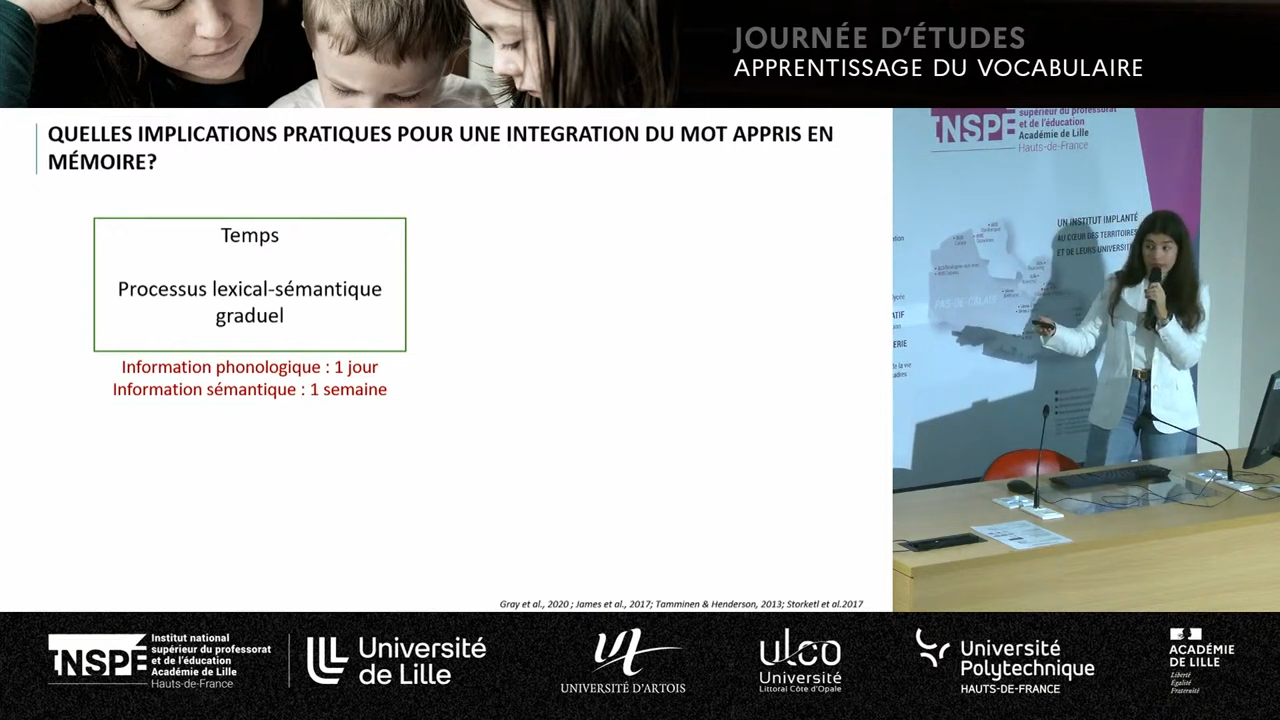 JOURNÉE D'ÉTUDES
APPRENTISSAGE DU VOCABULAIRE
QUELLES IMPLICATIONS PRATIQUES POUR UNE INTEGRATION DU MOT APPRIS EN
MÉMOIRE?
Temps
Processus lexical-sémantique
graduel
Information phonologique : 1 jour
Information sémantique : 1 semaine
Gray et al., 2020 ; James et al., 2017; Tamminen & Henderson, 2013; Storketl et al.2017
INSPÉ
supérieur du professorat
et de l'éducation
Académie de Lille
Hauts-de-France
UN INSTITUT IMPLANTÉ
AU CŒUR DES TERRITOIRES
ET DE LEURS UNIVERSITÉ
PAS-DE-CALAIS
INSPÉ
Institut national
supérieur du professorat
et de l'éducation
Académie de Lille
Hauts-de-France
Université
de Lille
UNIVERSITÉ D'ARTOIS
ulco
Université
Littoral Côte d'Opale
Université
Polytechnique
HAUTS-DE-FRANCE
ACADÉMIE
DE LILLE
Liberté
Égalité
Fraternité